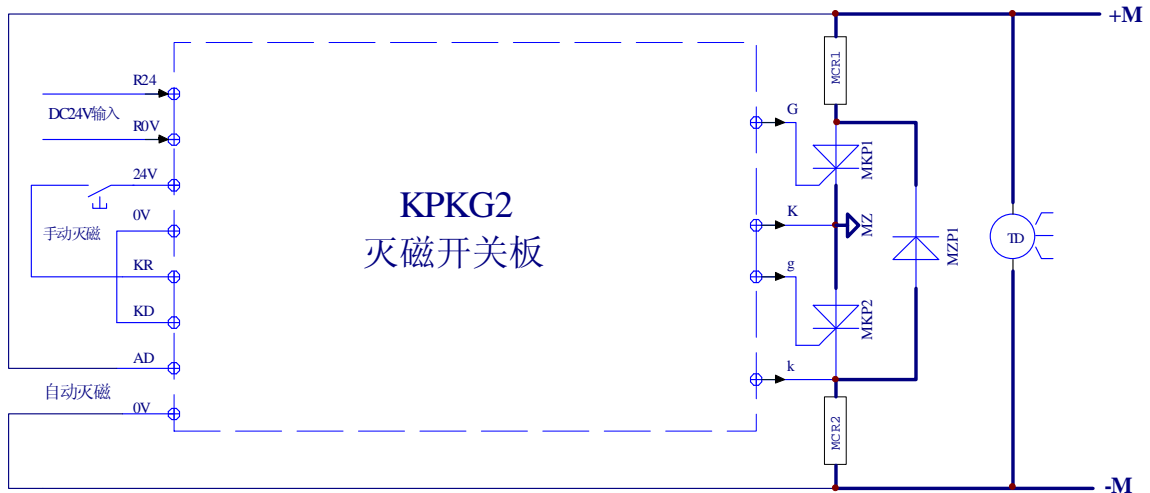 +M
R24
DC24V输入
R0V
24V
0V
手动灭磁
KR
KD
AD
自动灭磁
0V
KPKG2
灭磁开关板
G
K
g
k
MCR1
MKP1
MZ
MKP2
MZP1
TD
MCR2
-M